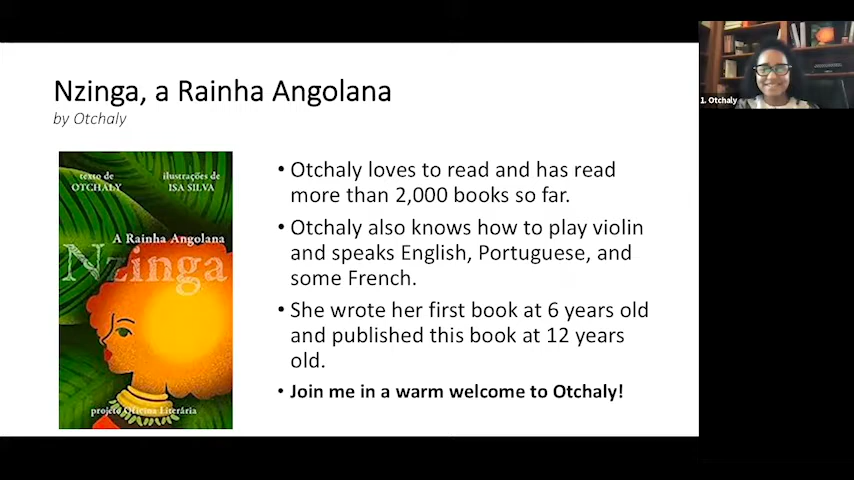 Nzinga, a Rainha Angolana
by Otchaly
texto de
OTCHALY
ilustrações de
ISA SILVA
A Rainha Angolana
Nzinga
projeto Oficina Literária
• Otchaly loves to read and has read
more than 2,000 books so far.
• Otchaly also knows how to play violin
and speaks English, Portuguese, and
some French.
• She wrote her first book at 6 years old
and published this book at 12 years
old.
• Join me in a warm welcome to Otchaly!
1. Otchaly